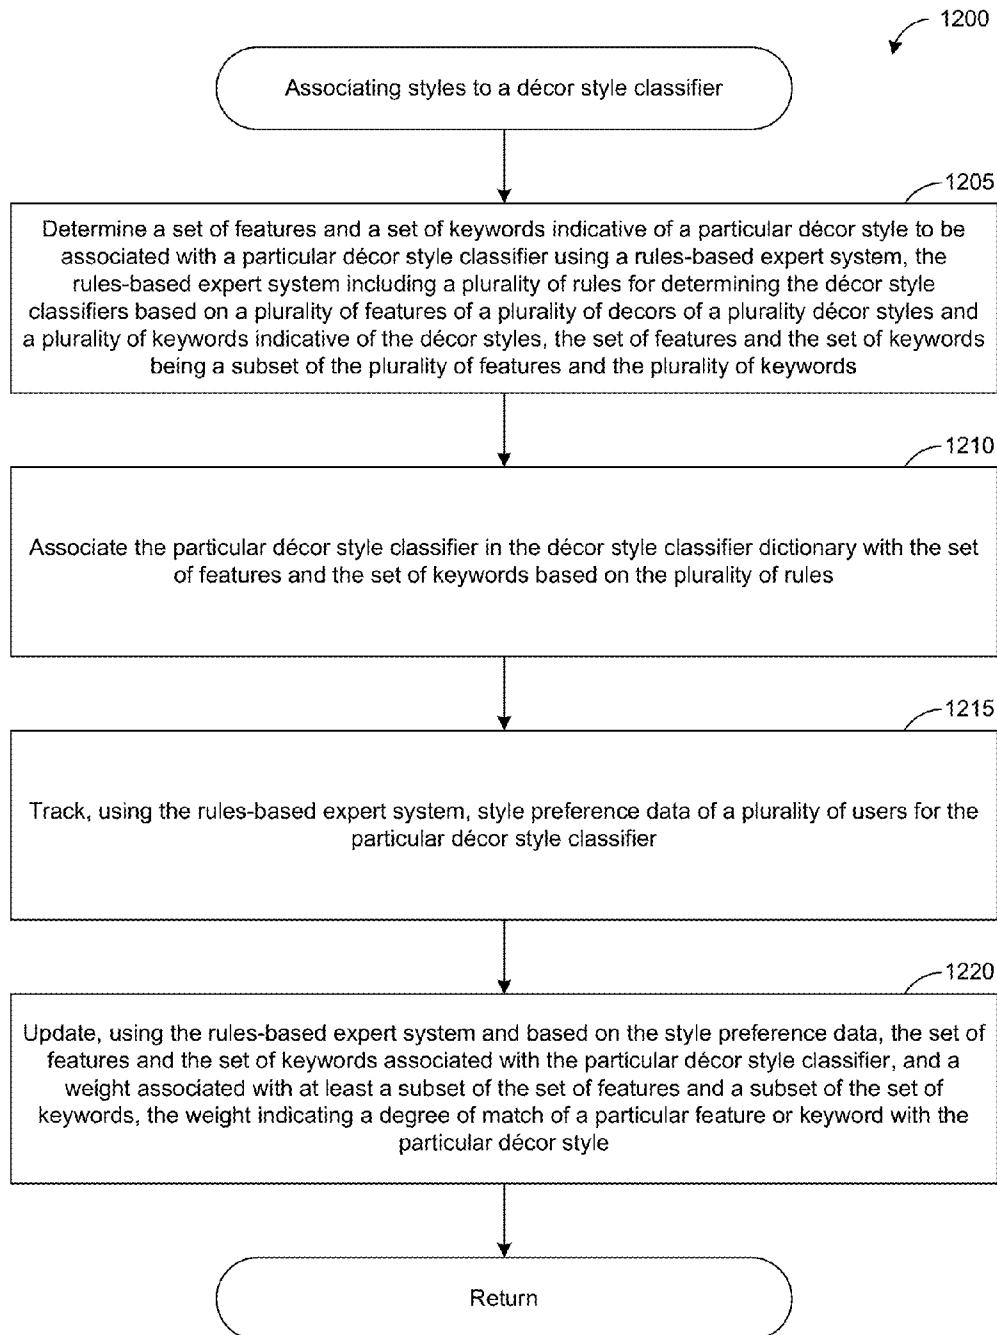 1200
Associating styles to a décor style classifier
1205
Determine a set of features and a set of keywords indicative of a particular décor style to be
associated with a particular décor style classifier using a rules-based expert system, the
rules-based expert system including a plurality of rules for determining the décor style
classifiers based on a plurality of features of a plurality of decors of a plurality décor styles and
a plurality of keywords indicative of the décor styles, the set of features and the set of keywords
being a subset of the plurality of features and the plurality of keywords
1210
Associate the particular décor style classifier in the décor style classifier dictionary with the set
of features and the set of keywords based on the plurality of rules
1215
Track, using the rules-based expert system, style preference data of a plurality of users for the
particular décor style classifier
1220
Update, using the rules-based expert system and based on the style preference data, the set of
features and the set of keywords associated with the particular décor style classifier, and a
weight associated with at least a subset of the set of features and a subset of the set of
keywords, the weight indicating a degree of match of a particular feature or keyword with the
particular décor style
Return